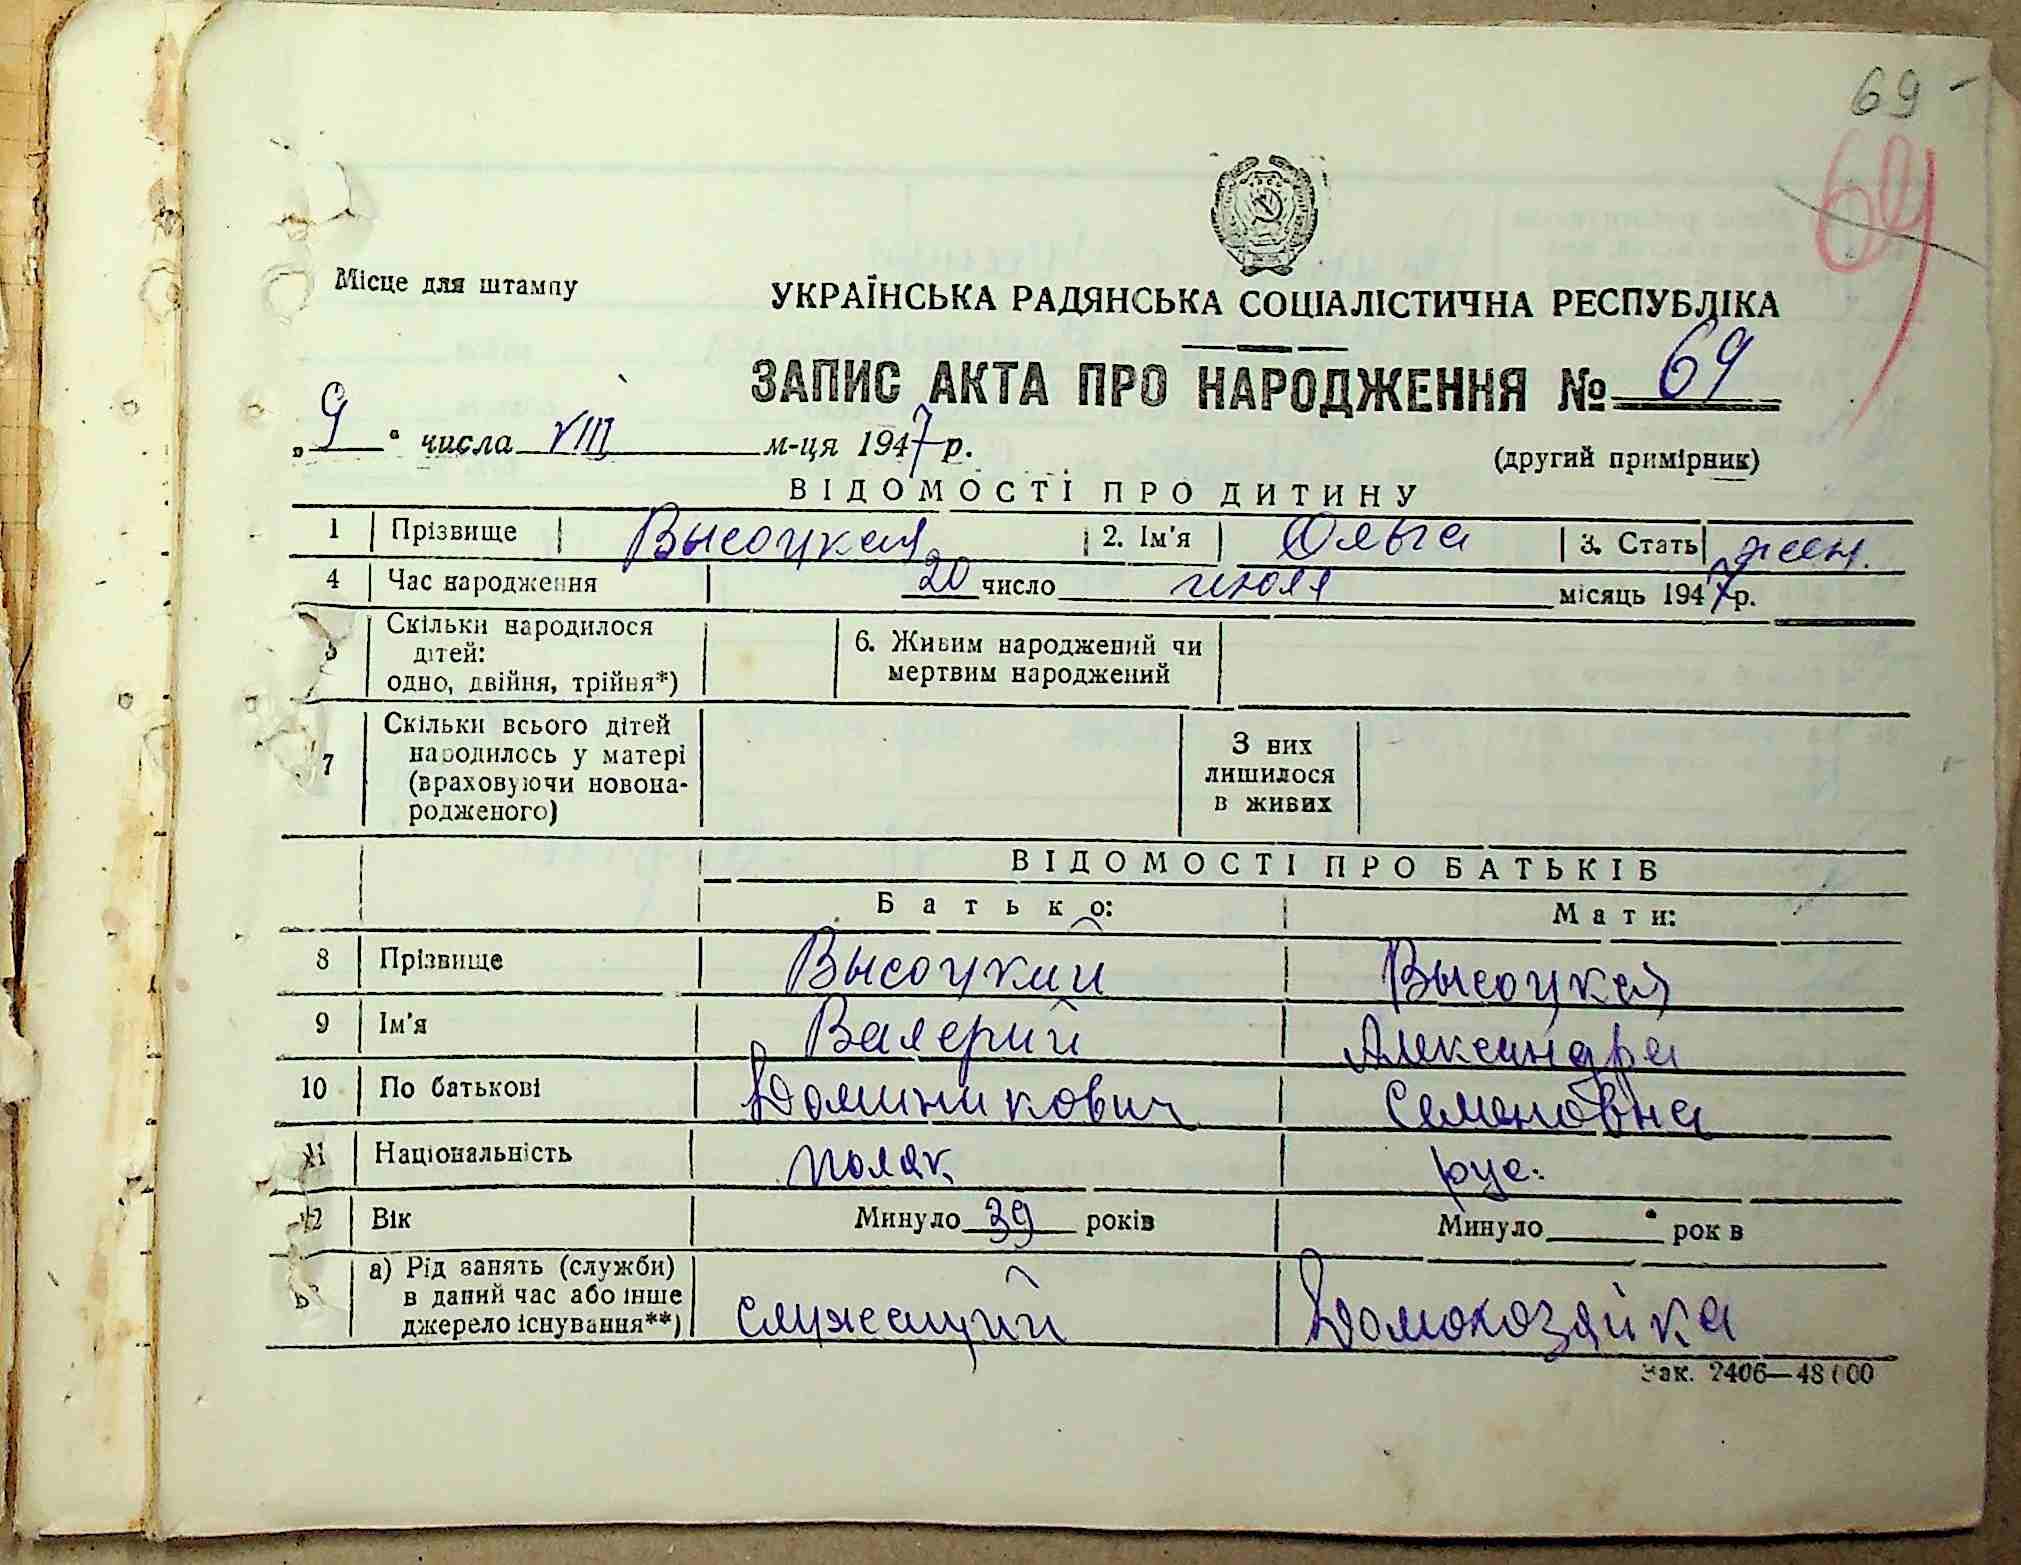 69 -
69
Місце для штампу
УКРАЇНСЬКА РАДЯНСЬКА СОЦІАЛІСТИЧНА РЕСПУБЛІКА
ЗАПИС АКТА ПРО НАРОДЖЕННЯ № 69
„9“ числа VIII м-ця 1947 р.
(другий примірник)
ВІДОМОСТІ ПРО ДИТИНУ
1 Прізвище Высоцкая 2. Ім'я Ольга 3. Стать жен.
4 Час народження 20 число июля місяць 1947 р.
5 Скільки народилося дітей: одно, двійня, трійня*) 6. Живим народжений чи мертвим народжений
7 Скільки всього дітей народилось у матері (враховуючи новона-родженого) З них лишилося в живих
ВІДОМОСТІ ПРО БАТЬКІВ
Батько: Мати:
8 Прізвище Высоцкий Высоцкая
9 Ім'я Валерий Александра
10 По батькові Доминикович Семеновна
11 Національність поляк рус.
12 Вік Минуло 39 років Минуло рок в
а) Рід занять (служби) в даний час або інше джерело існування**) служащий Домохозяйка
Зак. 2406—48000